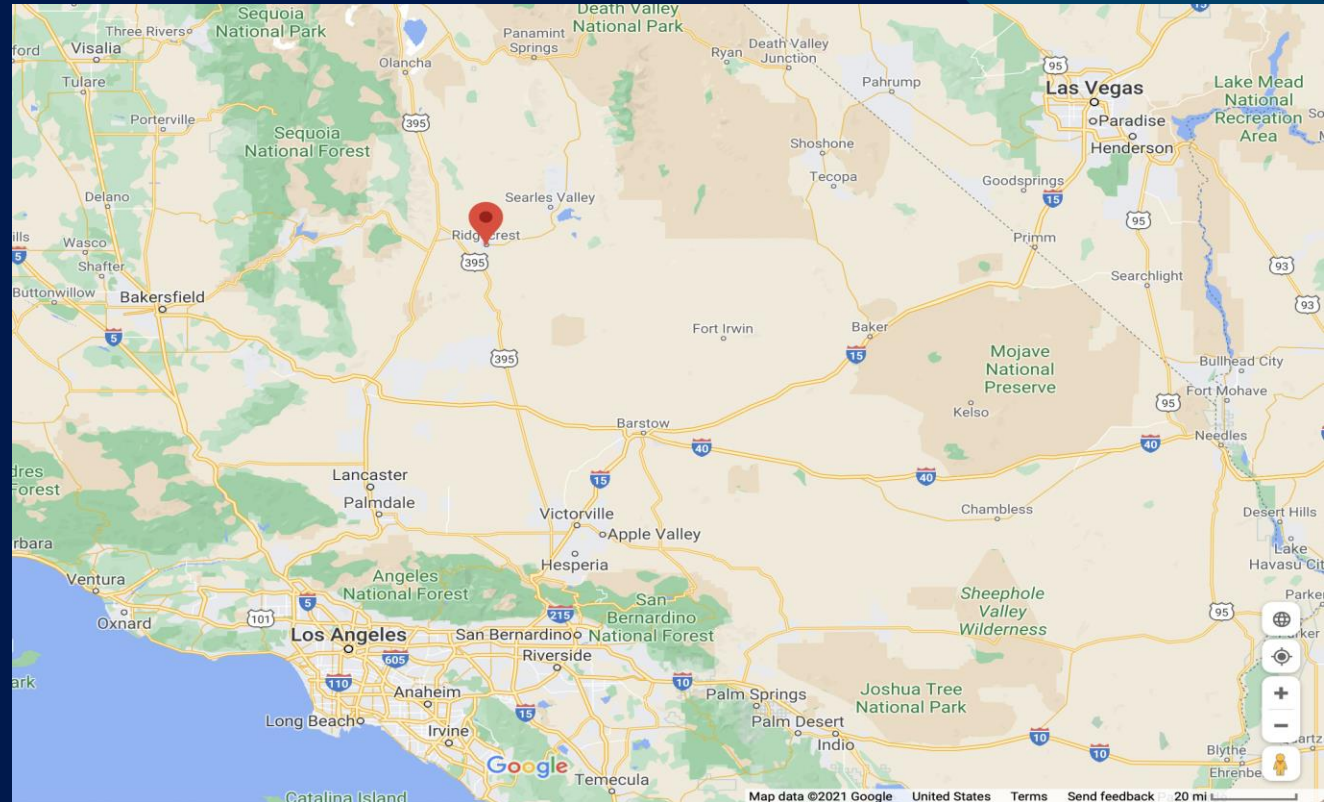 Sequoia
National Park
Three Rivers
Visalia
Tulare
Porterville
Olancha
Panamint
Springs
Death Valley
National Park
Ryan
Death Valley
Junction
Pahrump
95
15
Las Vegas
Paradise
Henderson
Lake Mead
National
Recreation
Area
Sequoia
National Forest
395
Shoshone
Tecopa
Goodsprings
15
Delano
Searles Valley
95
Wasco
Shafter
5
395
Primm
Searchlight
93
Buttonwillow
Bakersfield
93
5
Fort Irwin
Baker
15
395
Mojave
National
Preserve
Bullhead City
Fort Mohave
Kelso
95
Barstow
40
40
Needles
Lancaster
Palmdale
15
40
Victorville
Apple Valley
Hesperia
Chambless
Desert Hills
Lake
Ventura
Oxnard
Angeles
National Forest
5
101
215
San
Bernardino
National Forest
Sheephole
Valley
Wilderness
95
Los Angeles
605
San Bernardino
Riverside
110
10
Anaheim
Palm Springs
Joshua Tree
National Park
Long Beach
Irvine
15
Palm Desert
Indio
10
10
Blythe
Google
Temecula
Catalina Island
Map data ©2021 Google
United States
Terms
Send feedback
20 mi